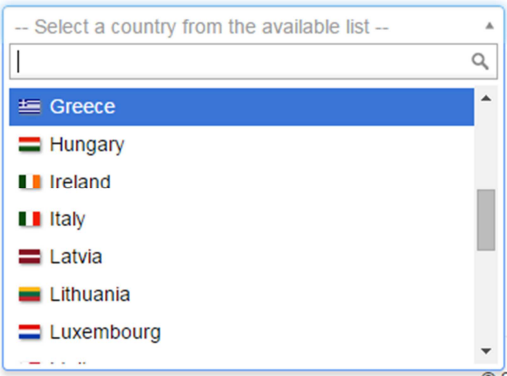 -- Select a country from the available list --
Greece
Hungary
Ireland
Italy
Latvia
Lithuania
Luxembourg